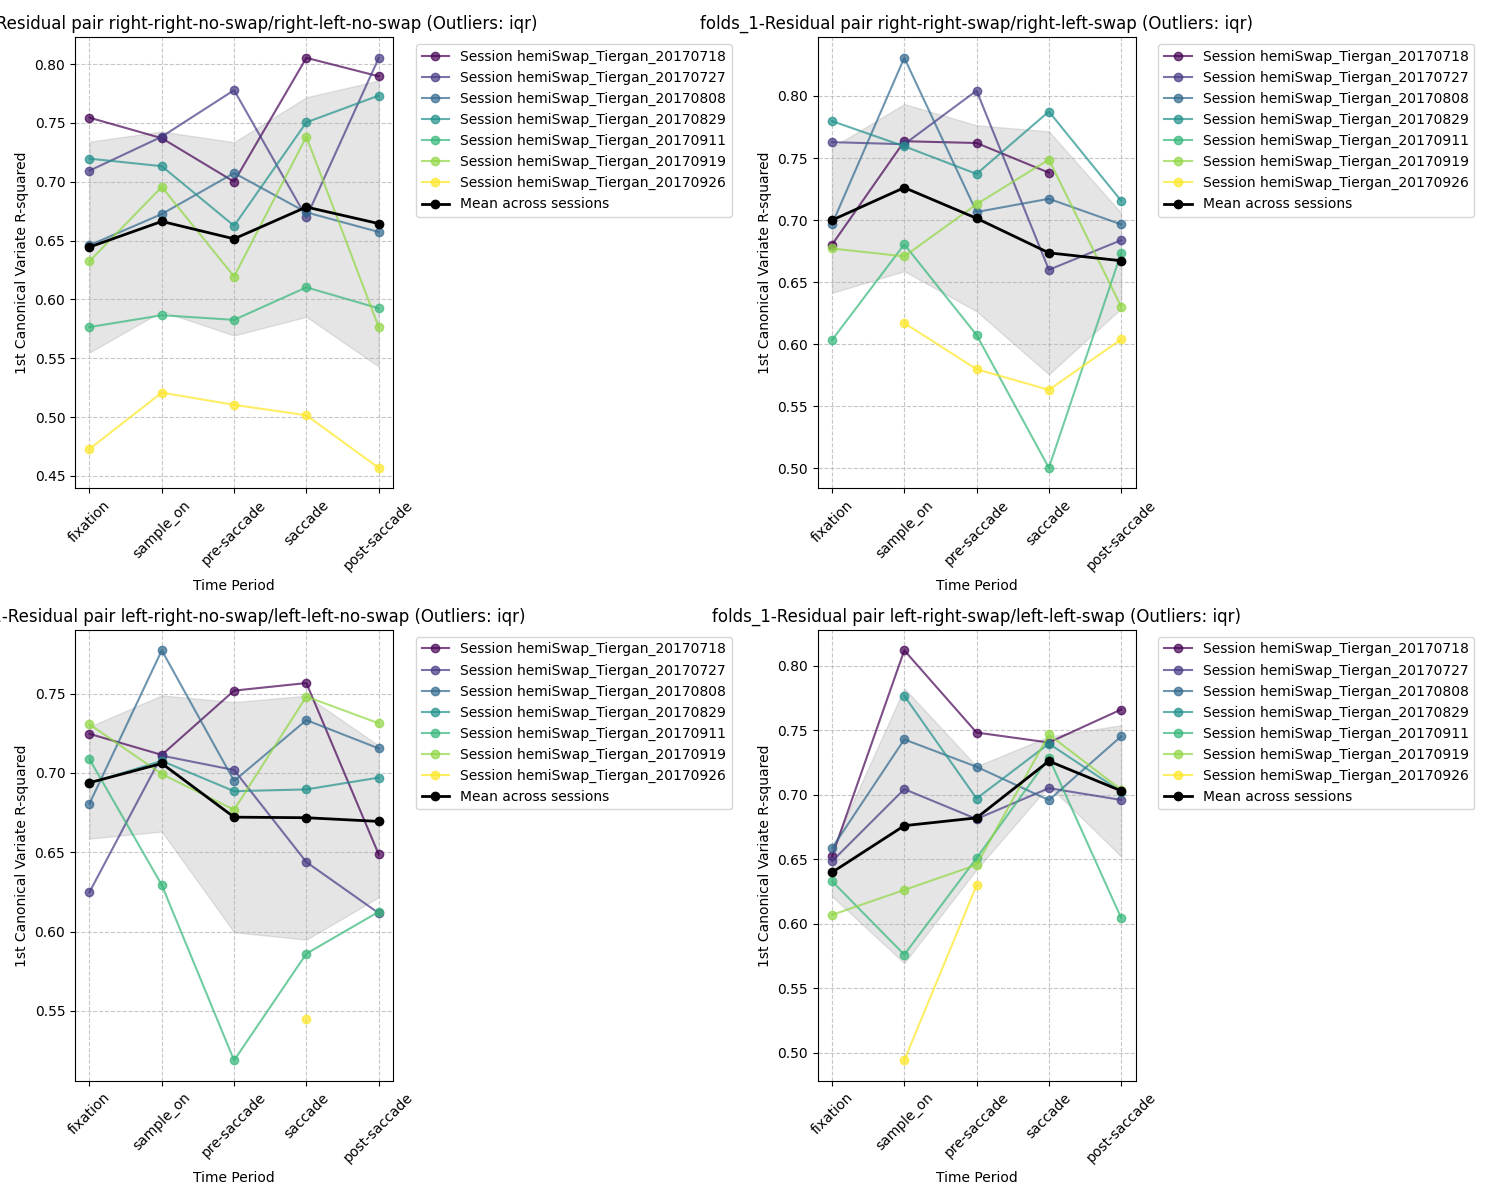 Residual pair right-right-no-swap/right-left-no-swap (Outliers: iqr)
1st Canonical Variate R-squared
0.80
0.75
0.70
0.65
0.60
0.55
0.50
0.45
fixation
sample_on
pre-saccade
saccade
post-saccade
Time Period
Session hemiSwap_Tiergan_20170718
Session hemiSwap_Tiergan_20170727
Session hemiSwap_Tiergan_20170808
Session hemiSwap_Tiergan_20170829
Session hemiSwap_Tiergan_20170911
Session hemiSwap_Tiergan_20170919
Session hemiSwap_Tiergan_20170926
Mean across sessions
folds_1-Residual pair right-right-swap/right-left-swap (Outliers: iqr)
1st Canonical Variate R-squared
0.80
0.75
0.70
0.65
0.60
0.55
0.50
fixation
sample_on
pre-saccade
saccade
post-saccade
Time Period
Session hemiSwap_Tiergan_20170718
Session hemiSwap_Tiergan_20170727
Session hemiSwap_Tiergan_20170808
Session hemiSwap_Tiergan_20170829
Session hemiSwap_Tiergan_20170911
Session hemiSwap_Tiergan_20170919
Session hemiSwap_Tiergan_20170926
Mean across sessions
-Residual pair left-right-no-swap/left-left-no-swap (Outliers: iqr)
1st Canonical Variate R-squared
0.75
0.70
0.65
0.60
0.55
fixation
sample_on
pre-saccade
saccade
post-saccade
Time Period
Session hemiSwap_Tiergan_20170718
Session hemiSwap_Tiergan_20170727
Session hemiSwap_Tiergan_20170808
Session hemiSwap_Tiergan_20170829
Session hemiSwap_Tiergan_20170911
Session hemiSwap_Tiergan_20170919
Session hemiSwap_Tiergan_20170926
Mean across sessions
folds_1-Residual pair left-right-swap/left-left-swap (Outliers: iqr)
1st Canonical Variate R-squared
0.80
0.75
0.70
0.65
0.60
0.55
0.50
fixation
sample_on
pre-saccade
saccade
post-saccade
Time Period
Session hemiSwap_Tiergan_20170718
Session hemiSwap_Tiergan_20170727
Session hemiSwap_Tiergan_20170808
Session hemiSwap_Tiergan_20170829
Session hemiSwap_Tiergan_20170911
Session hemiSwap_Tiergan_20170919
Session hemiSwap_Tiergan_20170926
Mean across sessions